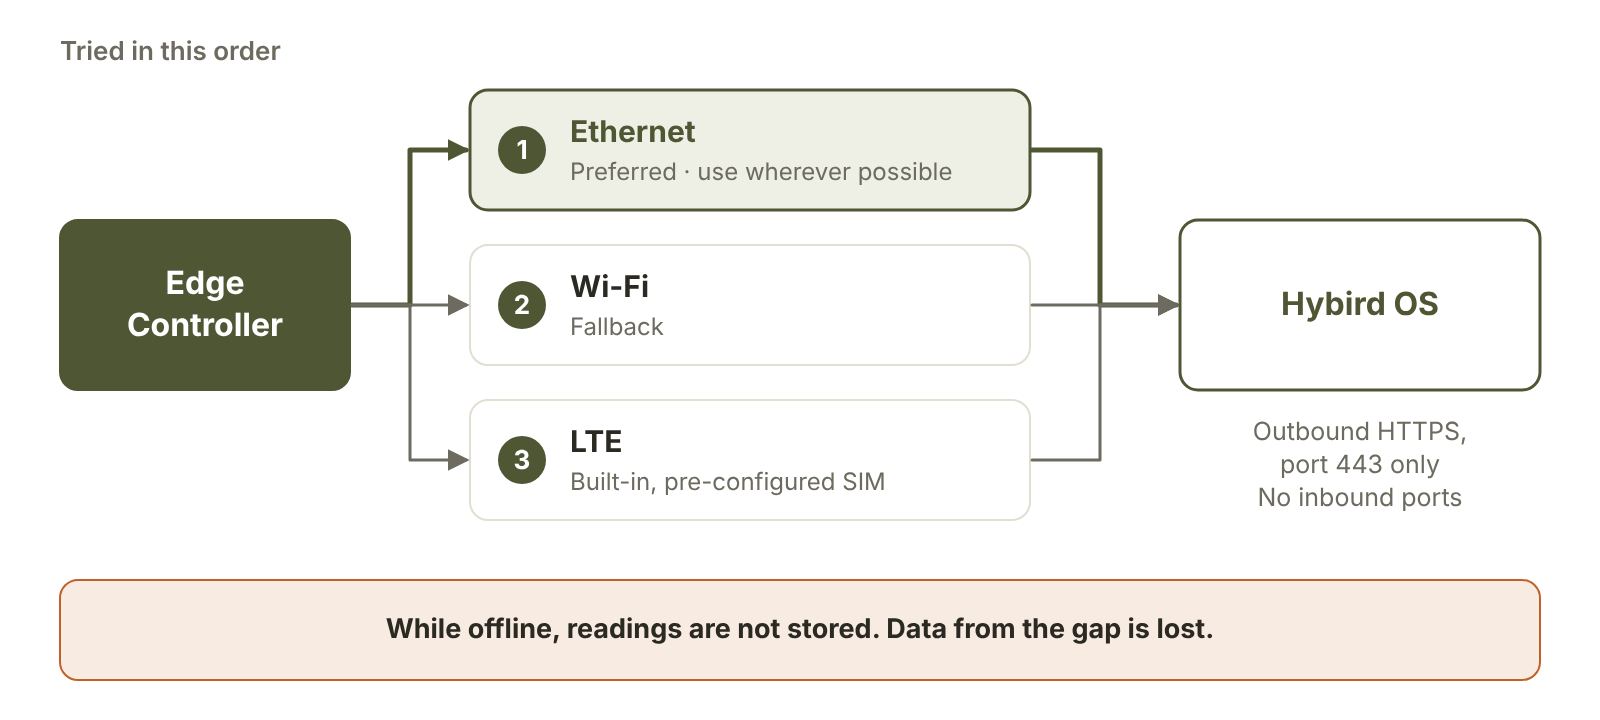 Tried in this order
1
Ethernet
Preferred · use wherever possible
Edge
Controller
2
Wi-Fi
Fallback
Hybird OS
3
LTE
Built-in, pre-configured SIM
Outbound HTTPS,
port 443 only
No inbound ports
While offline, readings are not stored. Data from the gap is lost.